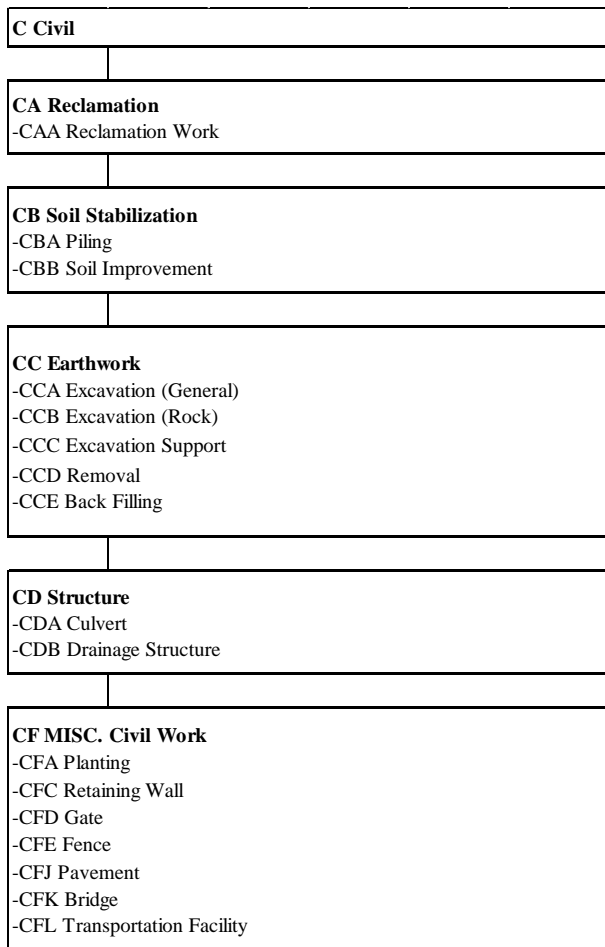 C Civil
CA Reclamation
-CAA Reclamation Work
CB Soil Stabilization
-CBA Piling
-CBB Soil Improvement
CC Earthwork
-CCA Excavation (General)
-CCB Excavation (Rock)
-CCC Excavation Support
-CCD Removal
-CCE Back Filling
CD Structure
-CDA Culvert
-CDB Drainage Structure
CF MISC. Civil Work
-CFA Planting
-CFC Retaining Wall
-CFD Gate
-CFE Fence
-CFJ Pavement
-CFK Bridge
-CFL Transportation Facility